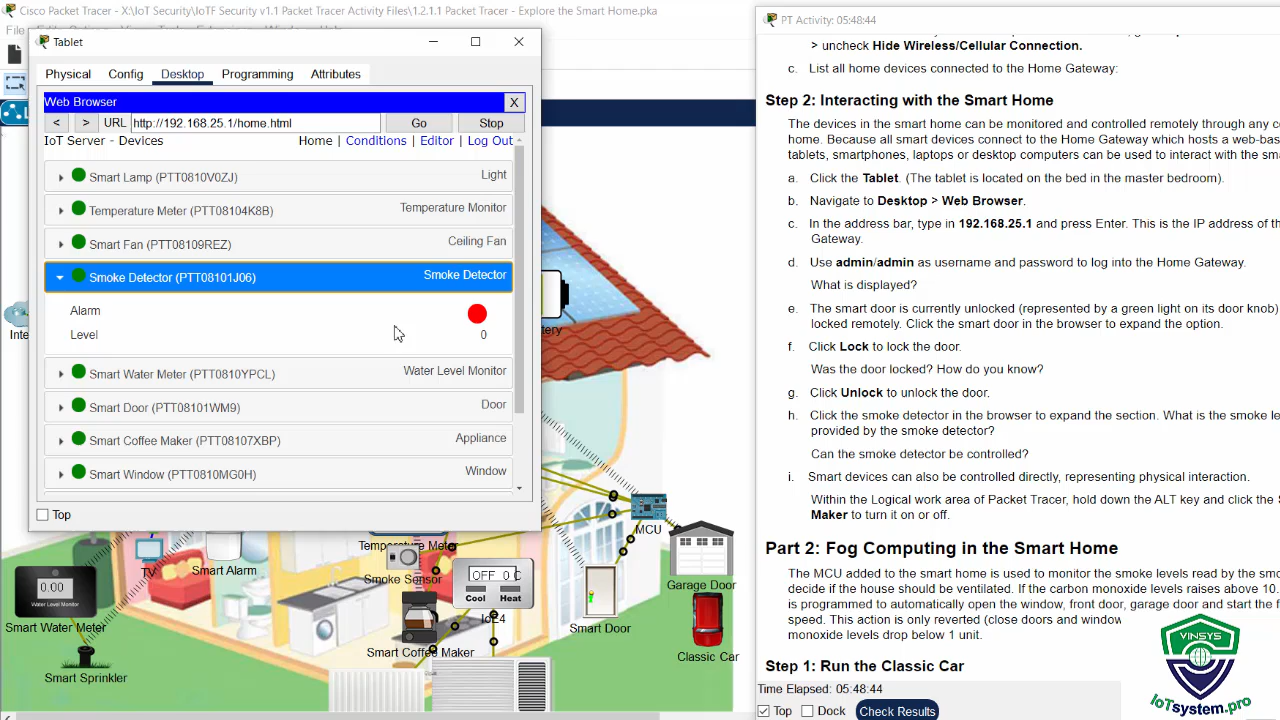 Cisco Packet Tracer - X:\IoT Security\IoTF Security v1.1 Packet Tracer Activity Files\1.2.1.1 Packet Tracer - Explore the Smart Home.pka
File
Tablet
Physical Config Desktop Programming Attributes
Web Browser X
< > URL http://192.168.25.1/home.html Go Stop
IoT Server - Devices Home | Conditions | Editor | Log Out
Smart Lamp (PTT0810V0ZJ) Light
Temperature Meter (PTT08104K8B) Temperature Monitor
Smart Fan (PTT08109REZ) Ceiling Fan
Smoke Detector (PTT08101J06) Smoke Detector
Alarm
Level 0
Smart Water Meter (PTT0810YPCL) Water Level Monitor
Smart Door (PTT08101WM9) Door
Smart Coffee Maker (PTT08107XBP) Appliance
Smart Window (PTT0810MG0H) Window
Top
Inte
ttery
MCU
Garage Door
Classic Car
Smart Door
Temperature Meter
TV
Smart Alarm
Smoke Sensor
OFF 0 C
Cool Heat
IoE4
0.00
Water Level Monitor
Smart Water Meter
Smart Coffee Maker
Smart Sprinkler
PT Activity: 05:48:44
> uncheck Hide Wireless/Cellular Connection.
c. List all home devices connected to the Home Gateway:
Step 2: Interacting with the Smart Home
The devices in the smart home can be monitored and controlled remotely through any c
home. Because all smart devices connect to the Home Gateway which hosts a web-bas
tablets, smartphones, laptops or desktop computers can be used to interact with the sma
a. Click the Tablet. (The tablet is located on the bed in the master bedroom).
b. Navigate to Desktop > Web Browser.
c. In the address bar, type in 192.168.25.1 and press Enter. This is the IP address of the
Gateway.
d. Use admin/admin as username and password to log into the Home Gateway.
What is displayed?
e. The smart door is currently unlocked (represented by a green light on its door knob)
locked remotely. Click the smart door in the browser to expand the option.
f. Click Lock to lock the door.
Was the door locked? How do you know?
g. Click Unlock to unlock the door.
h. Click the smoke detector in the browser to expand the section. What is the smoke le
provided by the smoke detector?
Can the smoke detector be controlled?
i. Smart devices can also be controlled directly, representing physical interaction.
Within the Logical work area of Packet Tracer, hold down the ALT key and click the S
Maker to turn it on or off.
Part 2: Fog Computing in the Smart Home
The MCU added to the smart home is used to monitor the smoke levels read by the smo
decide if the house should be ventilated. If the carbon monoxide levels raises above 10.
is programmed to automatically open the window, front door, garage door and start the f
speed. This action is only reverted (close doors and window
monoxide levels drop below 1 unit.
Step 1: Run the Classic Car
Time Elapsed: 05:48:44
Top Dock Check Results
VINSYS
IoTsystem.pro